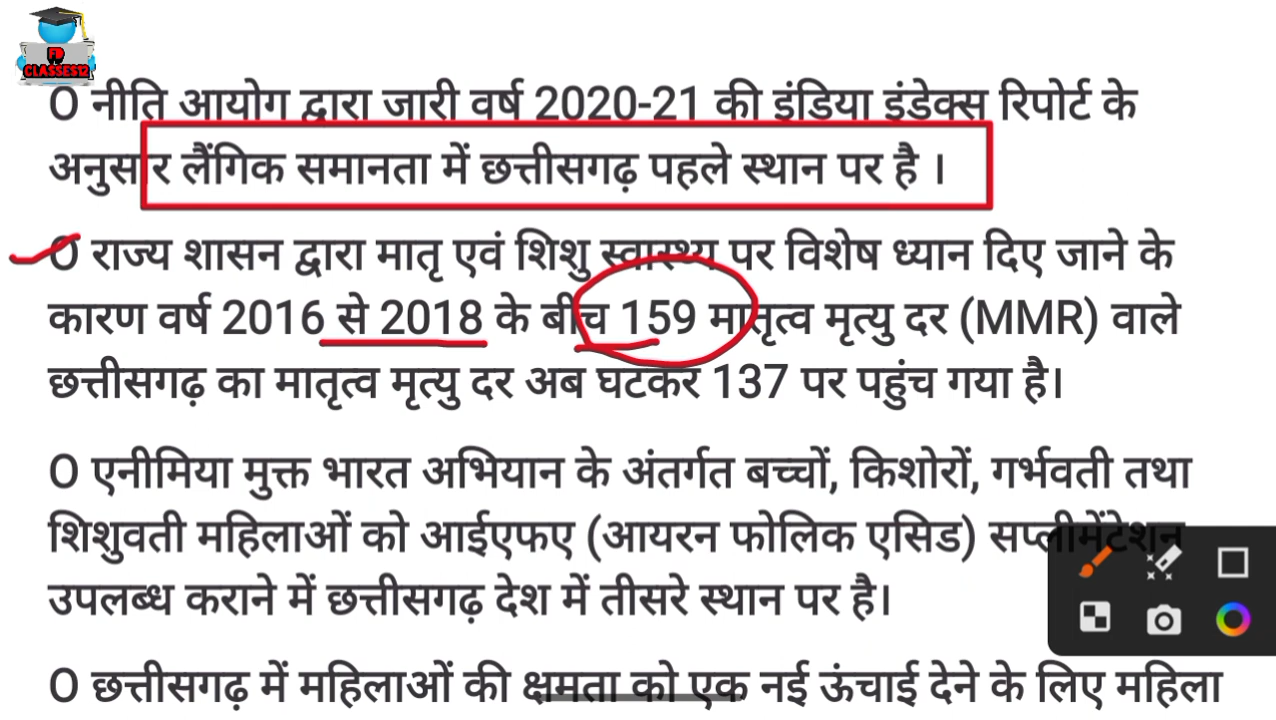 FD
CLASSES12
O नीति आयोग द्वारा जारी वर्ष 2020-21 की इंडिया इंडेक्स रिपोर्ट के
अनुसार लैंगिक समानता में छत्तीसगढ़ पहले स्थान पर है ।
O राज्य शासन द्वारा मातृ एवं शिशु स्वास्थ्य पर विशेष ध्यान दिए जाने के
कारण वर्ष 2016 से 2018 के बीच 159 मातृत्व मृत्यु दर (MMR) वाले
छत्तीसगढ़ का मातृत्व मृत्यु दर अब घटकर 137 पर पहुंच गया है।
O एनीमिया मुक्त भारत अभियान के अंतर्गत बच्चों, किशोरों, गर्भवती तथा
शिशुवती महिलाओं को आईएफए (आयरन फोलिक एसिड) सप्लीमेंटेशन
उपलब्ध कराने में छत्तीसगढ़ देश में तीसरे स्थान पर है।
O छत्तीसगढ़ में महिलाओं की क्षमता को एक नई ऊंचाई देने के लिए महिला